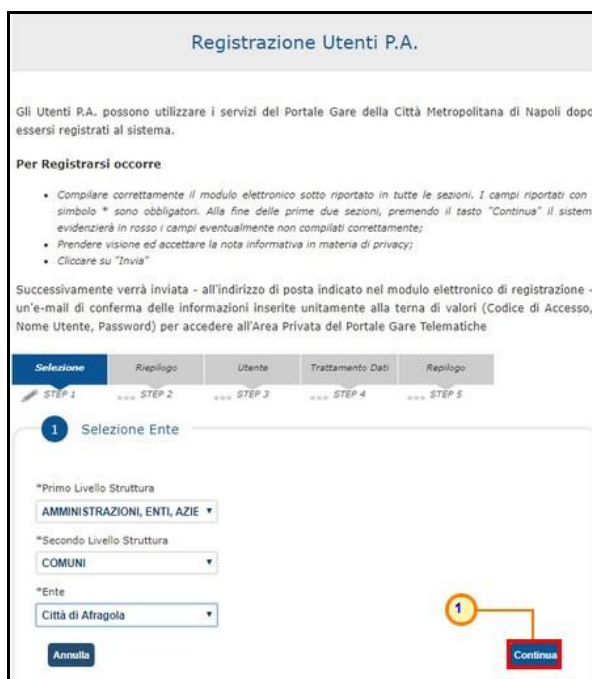 Registrazione Utenti P.A.
Gli Utenti P.A. possono utilizzare i servizi del Portale Gare della Città Metropolitana di Napoli dopo
essersi registrati al sistema.
Per Registrarsi occorre
• Compilare correttamente il modulo elettronico sotto riportato in tutte le sezioni. I campi riportati con
simbolo * sono obbligatori. Alla fine delle prime due sezioni, premendo il tasto "Continua" il sistem
evidenzierà in rosso i campi eventualmente non compilati correttamente;
• Prendere visione ed accettare la nota informativa in materia di privacy;
• Cliccare su "Invia"
Successivamente verrà inviata - all'indirizzo di posta indicato nel modulo elettronico di registrazione -
un'e-mail di conferma delle informazioni inserite unitamente alla terna di valori (Codice di Accesso,
Nome Utente, Password) per accedere all'Area Privata del Portale Gare Telematiche
Selezione Riepilogo Utente Trattamento Dati Repilogo
STEP 1 STEP 2 STEP 3 STEP 4 STEP 5
1 Selezione Ente
*Primo Livello Struttura
AMMINISTRAZIONI, ENTI, AZIE
*Secondo Livello Struttura
COMUNI
*Ente
Città di Afragola
1
Annulla Continua